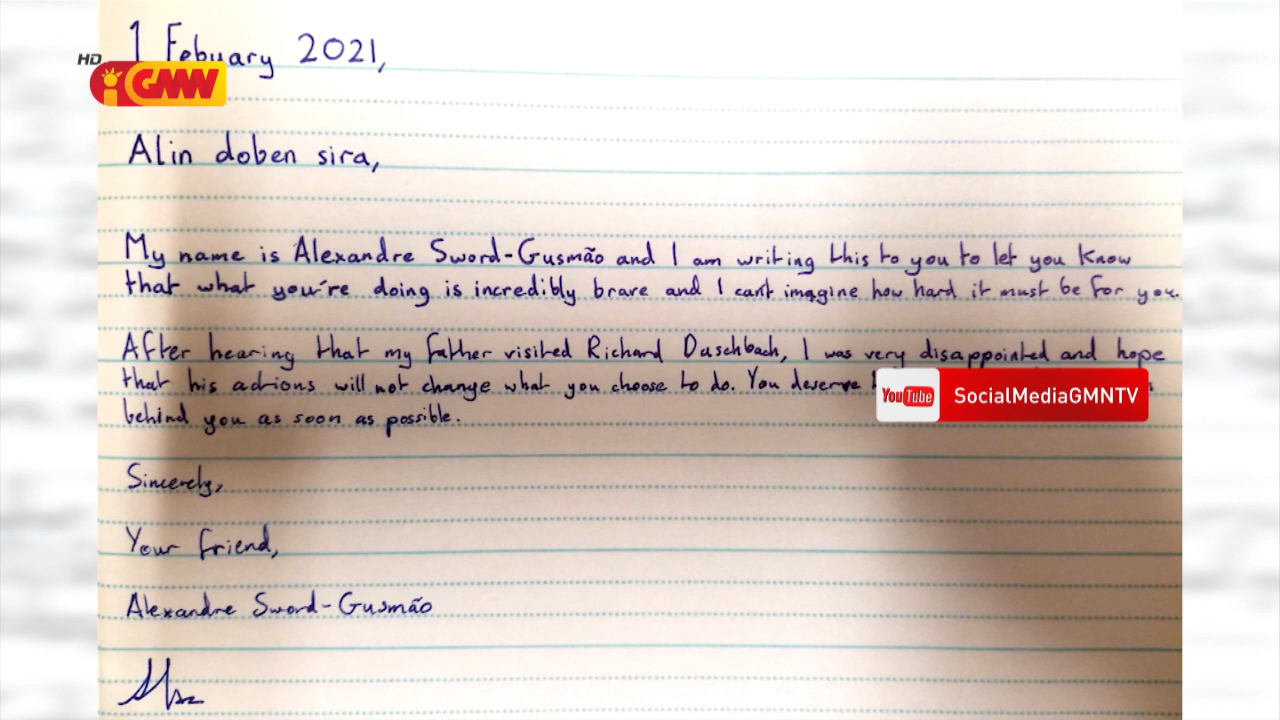 1 Febuary 2021,
HD
GMN
Alin doben sira,
My name is Alexandre Sword-Gusmão and I am writing this to you to let you know
that what you're doing is incredibly brave and I cant imagine how hard it must be for you.
After hearing that my father visited Richard Daschbach, I was very disappointed and hope
that his actions will not change what you choose to do. You deserve
YouTube SocialMediaGMNTV
behind you as soon as possible.
Sincerely,
Your friend,
Alexandre Sword-Gusmão